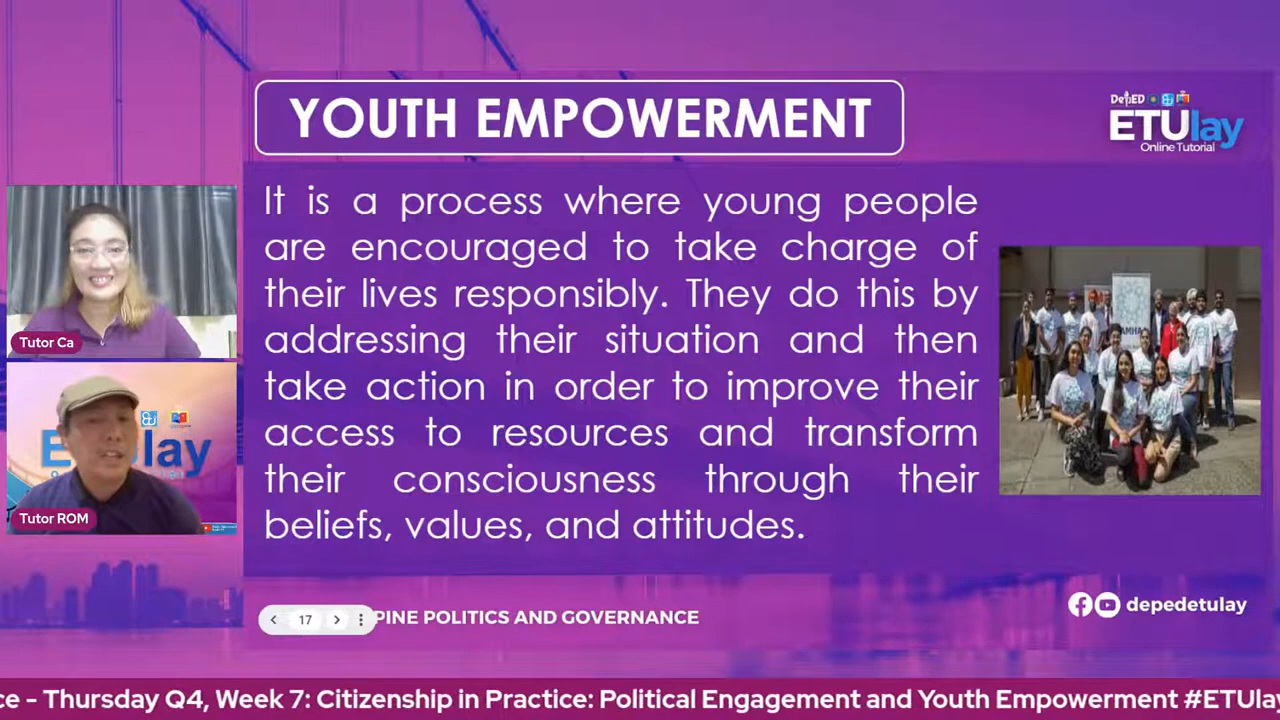 YOUTH EMPOWERMENT
DepED
ETUlay
Online Tutorial
It is a process where young people
are encouraged to take charge of
their lives responsibly. They do this by
addressing their situation and then
take action in order to improve their
access to resources and transform
their consciousness through their
beliefs, values, and attitudes.
Tutor Ca
Tutor ROM
17
PINE POLITICS AND GOVERNANCE
depedetulay
ce - Thursday Q4, Week 7: Citizenship in Practice: Political Engagement and Youth Empowerment #ETUlay